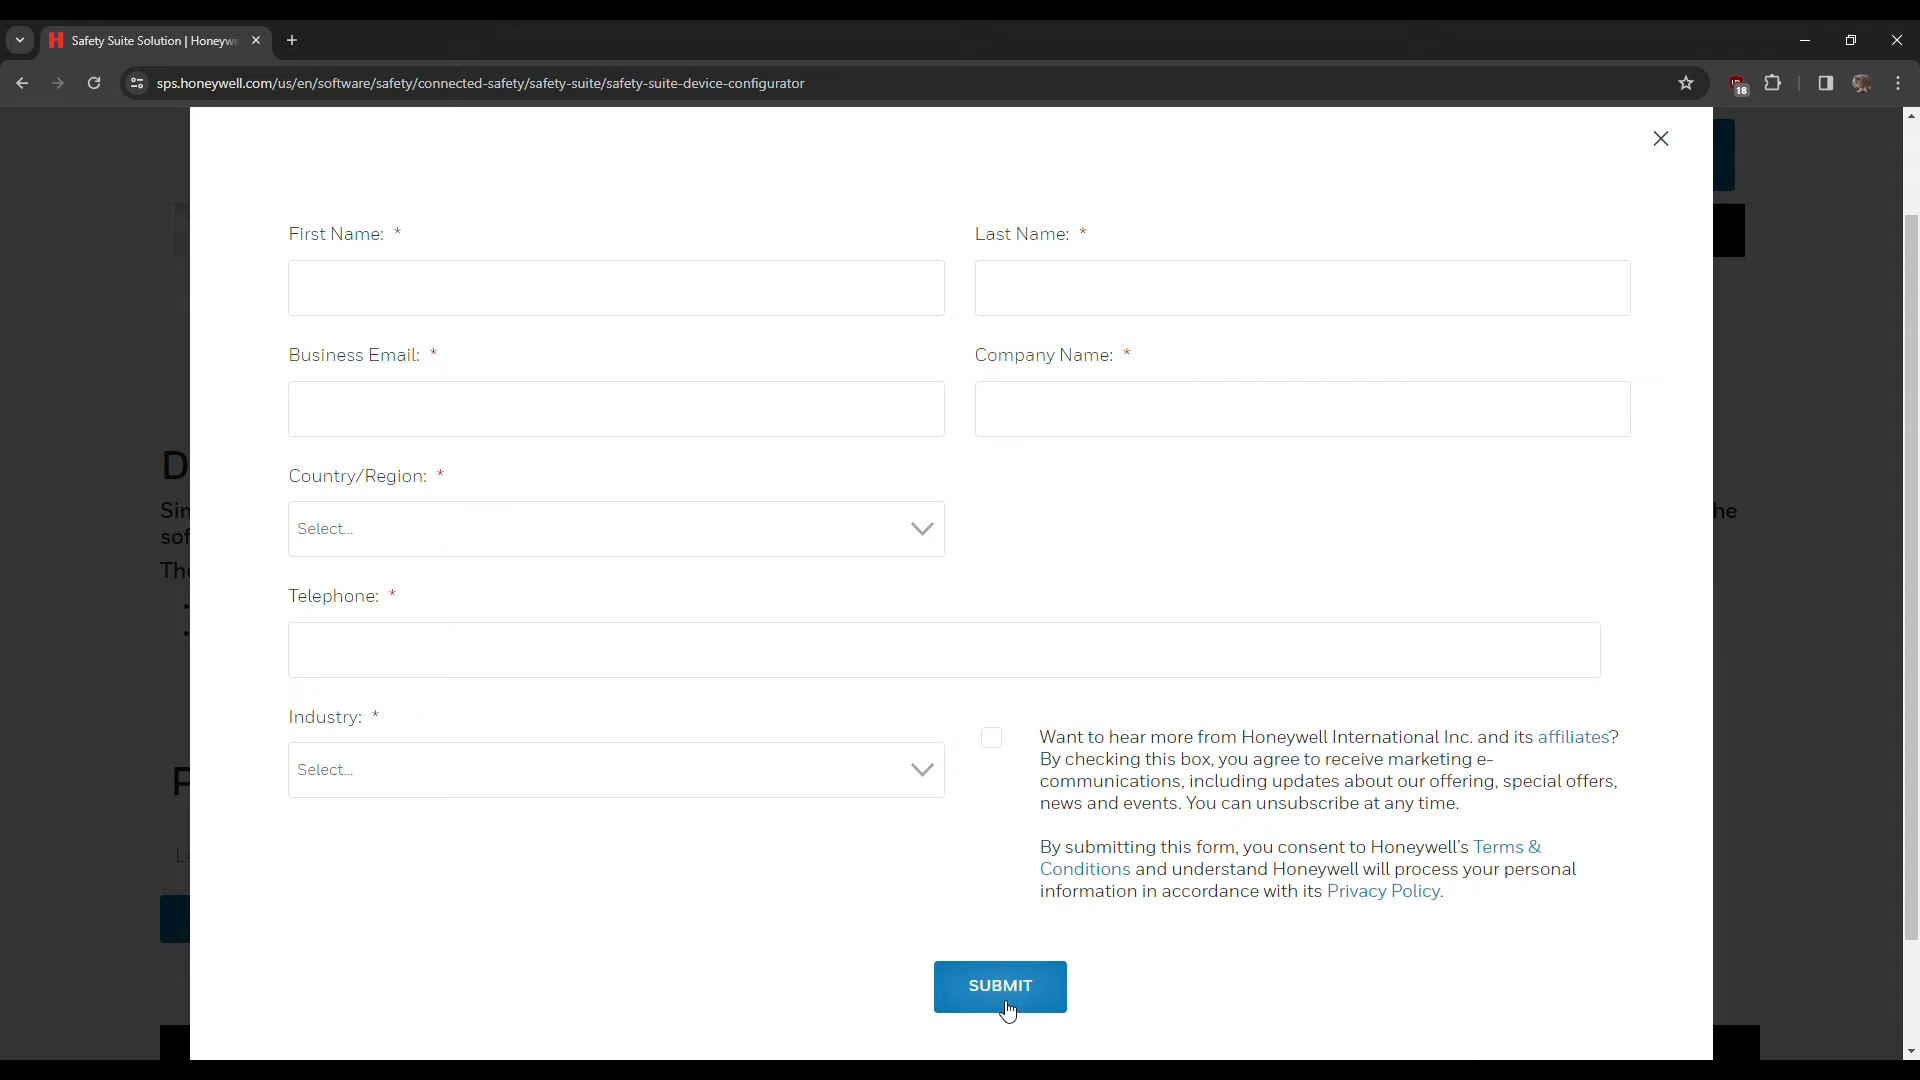 Safety Suite Solution | Honeyw
sps.honeywell.com/us/en/software/safety/connected-safety/safety-suite/safety-suite-device-configurator
18
First Name: *
Last Name: *
Business Email: *
Company Name: *
Country/Region: *
Select...
Telephone: *
Industry: *
Select...
Want to hear more from Honeywell International Inc. and its affiliates?
By checking this box, you agree to receive marketing e-
communications, including updates about our offering, special offers,
news and events. You can unsubscribe at any time.
By submitting this form, you consent to Honeywell's Terms &
Conditions and understand Honeywell will process your personal
information in accordance with its Privacy Policy.
SUBMIT